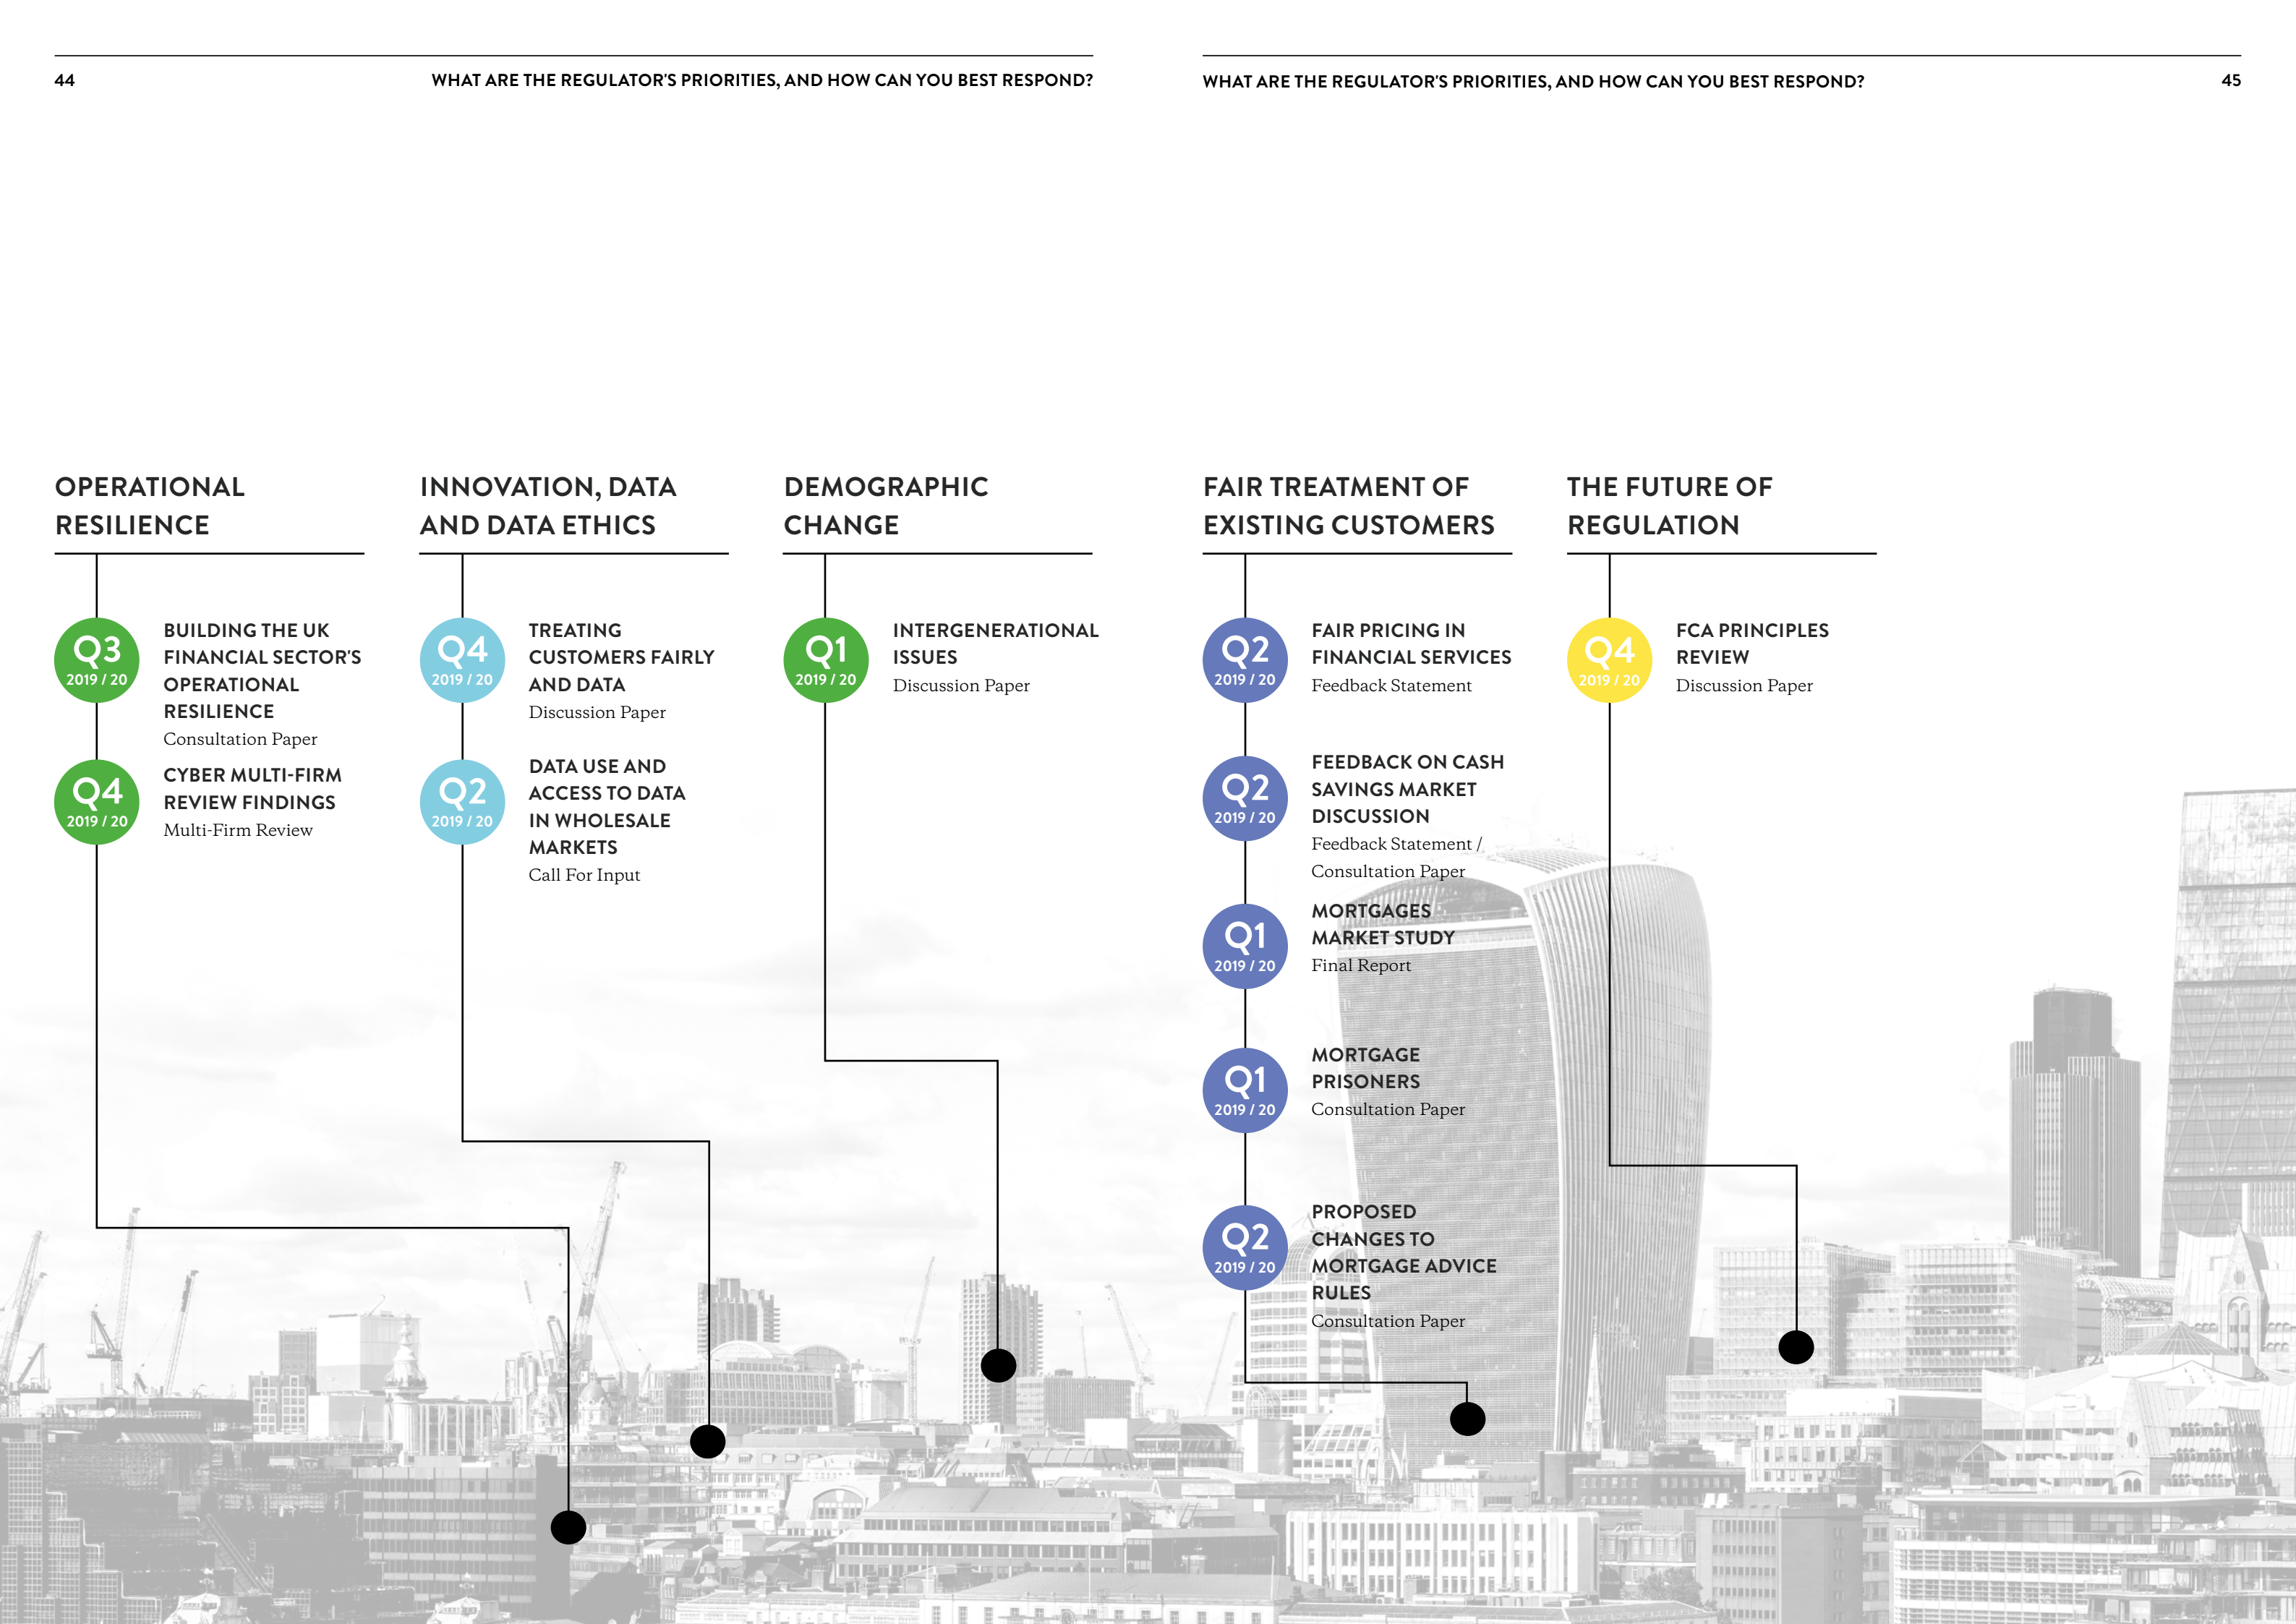 44
WHAT ARE THE REGULATOR'S PRIORITIES, AND HOW CAN YOU BEST RESPOND?
WHAT ARE THE REGULATOR'S PRIORITIES, AND HOW CAN YOU BEST RESPOND?
45
OPERATIONAL
RESILIENCE
Q3
2019 / 20
BUILDING THE UK
FINANCIAL SECTOR'S
OPERATIONAL
RESILIENCE
Consultation Paper
Q4
2019 / 20
CYBER MULTI-FIRM
REVIEW FINDINGS
Multi-Firm Review
INNOVATION, DATA
AND DATA ETHICS
Q4
2019 / 20
TREATING
CUSTOMERS FAIRLY
AND DATA
Discussion Paper
Q2
2019 / 20
DATA USE AND
ACCESS TO DATA
IN WHOLESALE
MARKETS
Call For Input
DEMOGRAPHIC
CHANGE
Q1
2019 / 20
INTERGENERATIONAL
ISSUES
Discussion Paper
FAIR TREATMENT OF
EXISTING CUSTOMERS
Q2
2019 / 20
FAIR PRICING IN
FINANCIAL SERVICES
Feedback Statement
Q2
2019 / 20
FEEDBACK ON CASH
SAVINGS MARKET
DISCUSSION
Feedback Statement /
Consultation Paper
Q1
2019 / 20
MORTGAGES
MARKET STUDY
Final Report
Q1
2019 / 20
MORTGAGE
PRISONERS
Consultation Paper
Q2
2019 / 20
PROPOSED
CHANGES TO
MORTGAGE ADVICE
RULES
Consultation Paper
THE FUTURE OF
REGULATION
Q4
2019 / 20
FCA PRINCIPLES
REVIEW
Discussion Paper